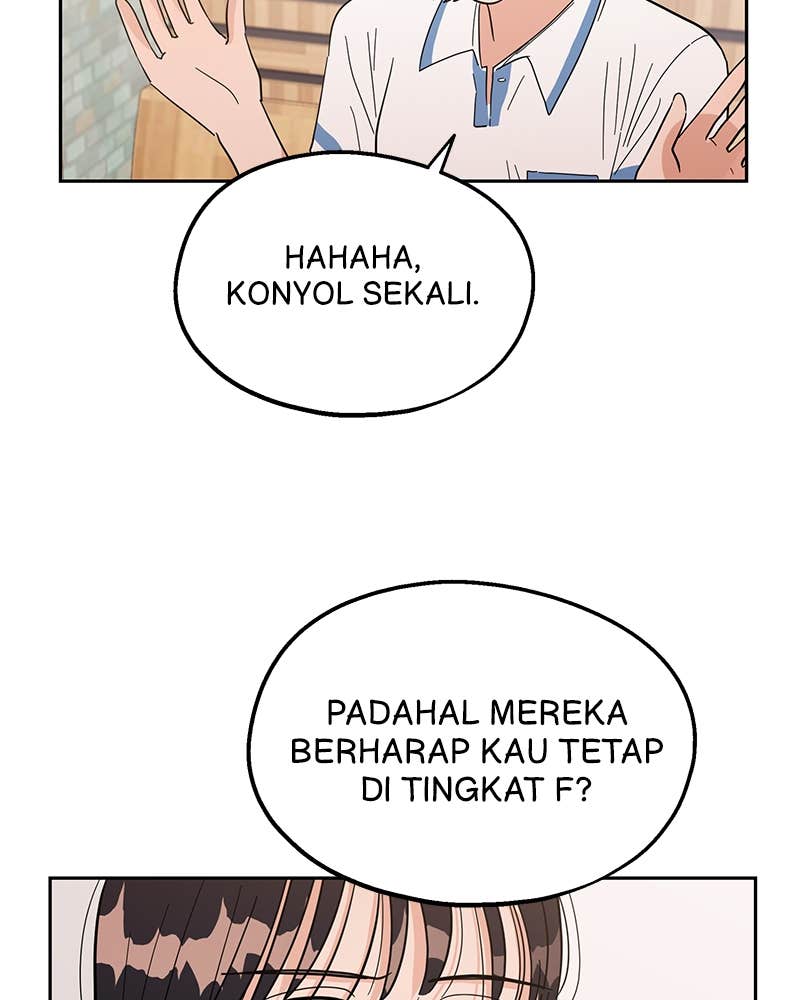 HAHAHA,
KONYOL SEKALI.
PADAHAL MEREKA
BERHARAP KAU TETAP
DI TINGKAT F?